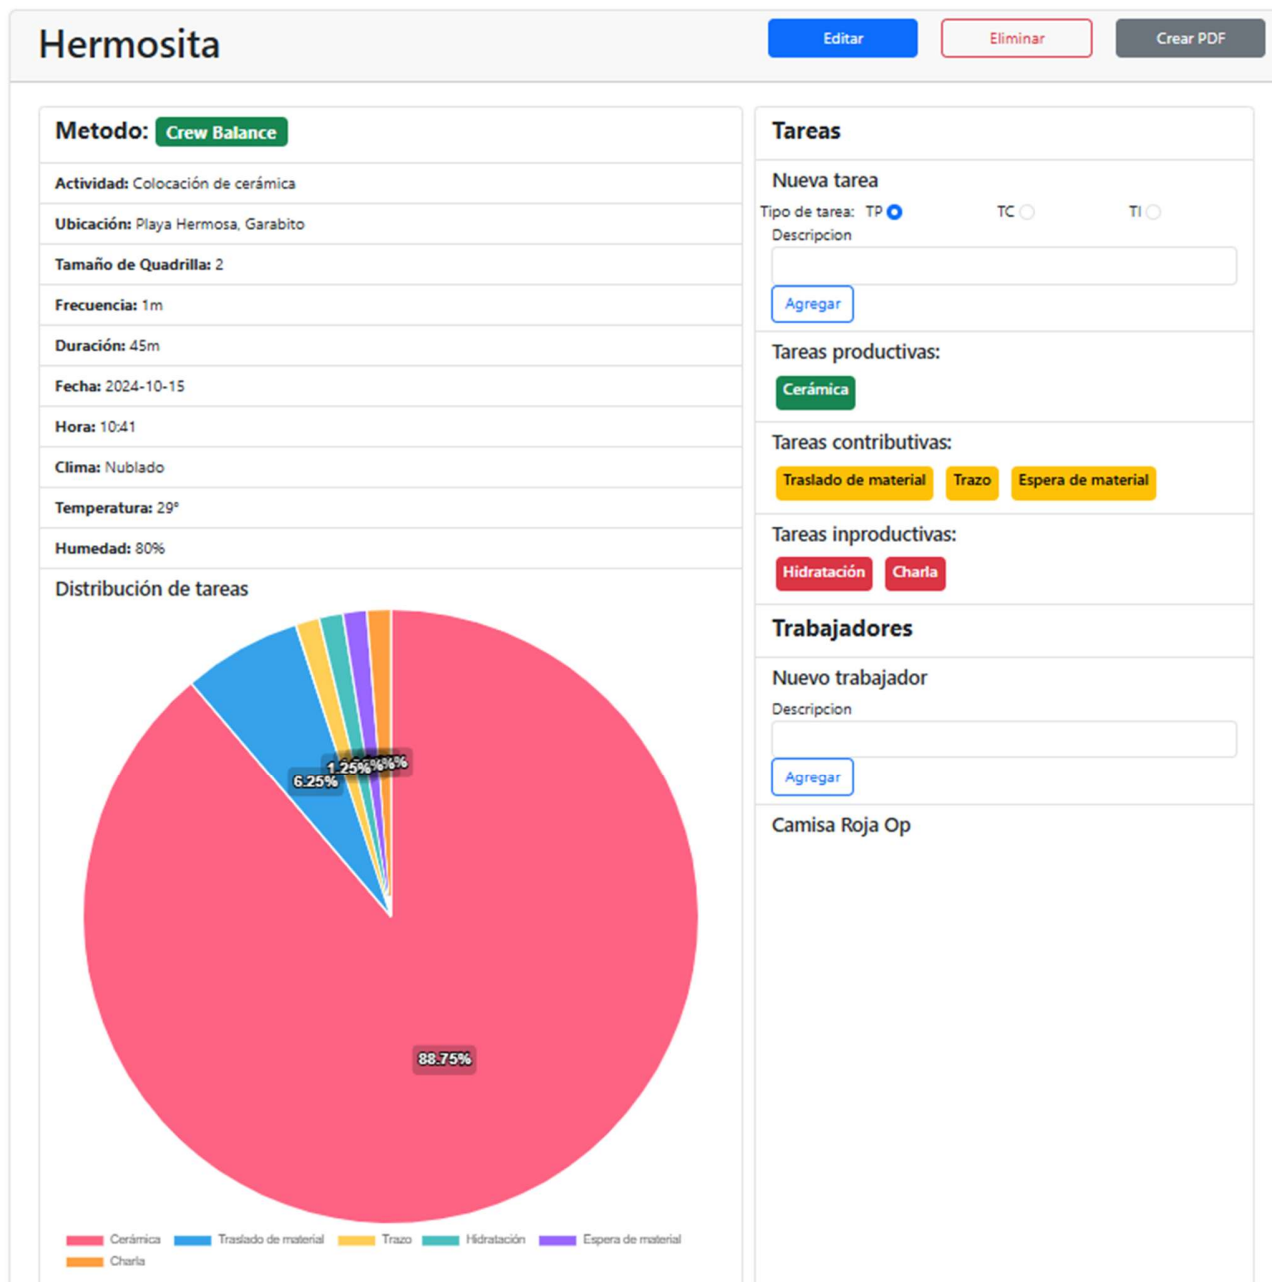 Hermosita
Editar
Eliminar
Crear PDF
Metodo: Crew Balance
Actividad: Colocación de cerámica
Ubicación: Playa Hermosa, Garabito
Tamaño de Quadrilla: 2
Frecuencia: 1m
Duración: 45m
Fecha: 2024-10-15
Hora: 10:41
Clima: Nublado
Temperatura: 29°
Humedad: 80%
Distribución de tareas
6.25%
1.25%
88.75%
Cerámica
Traslado de material
Trazo
Hidratación
Espera de material
Charla
Tareas
Nueva tarea
Tipo de tarea: TP TC TI
Descripcion
Agregar
Tareas productivas:
Cerámica
Tareas contributivas:
Traslado de material Trazo Espera de material
Tareas inproductivas:
Hidratación Charla
Trabajadores
Nuevo trabajador
Descripcion
Agregar
Camisa Roja Op